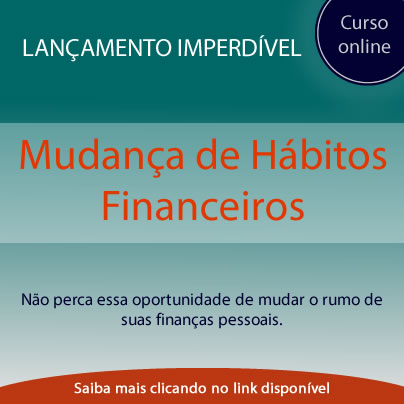 Curso
online
LANÇAMENTO IMPERDÍVEL
Mudança de Hábitos
Financeiros
Não perca essa oportunidade de mudar o rumo de
suas finanças pessoais.
Saiba mais clicando no link disponível